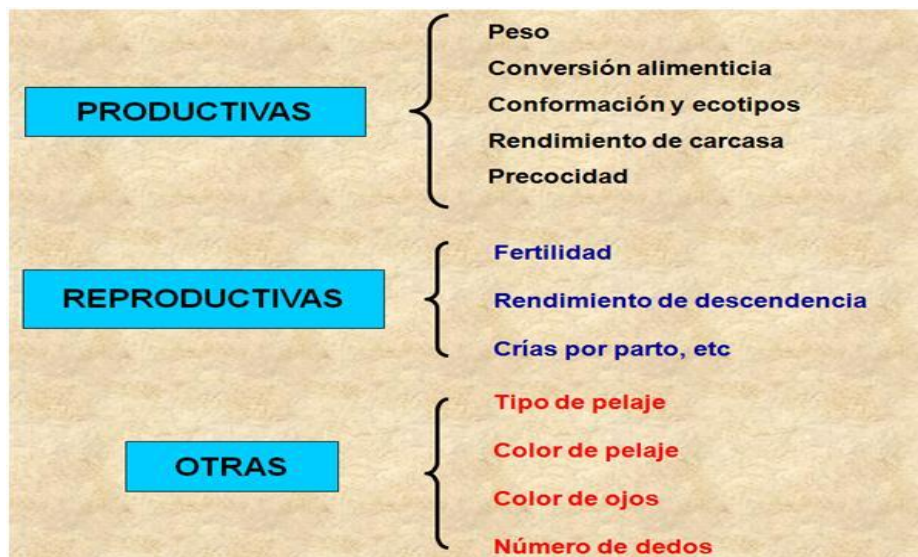 PRODUCTIVAS
Peso
Conversión alimenticia
Conformación y ecotipos
Rendimiento de carcasa
Precocidad
REPRODUCTIVAS
Fertilidad
Rendimiento de descendencia
Crías por parto, etc
OTRAS
Tipo de pelaje
Color de pelaje
Color de ojos
Número de dedos